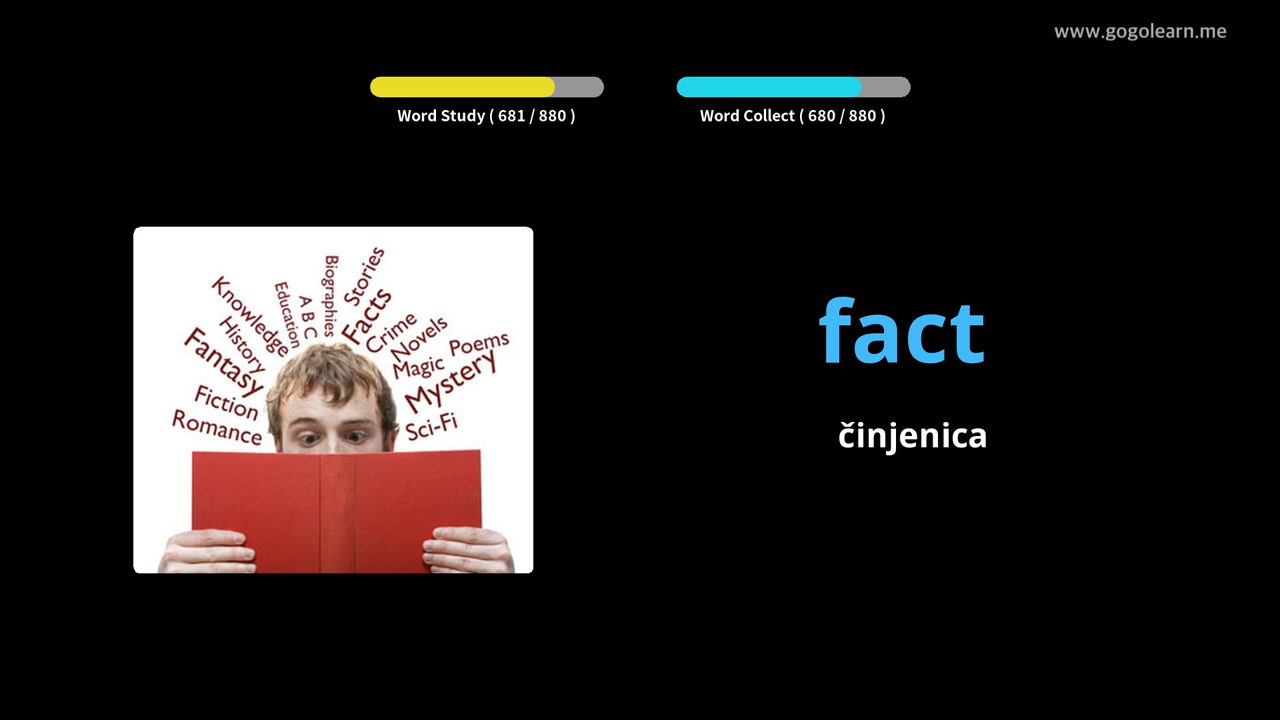 www.gogolearn.me
Word Study ( 681 / 880 )
Word Collect ( 680 / 880 )
Romance
Fiction
Fantasy
History
Knowledge
Education
A B C
Biographies
Stories
Facts
Crime
Novels
Magic
Poems
Mystery
Sci-Fi
fact
činjenica